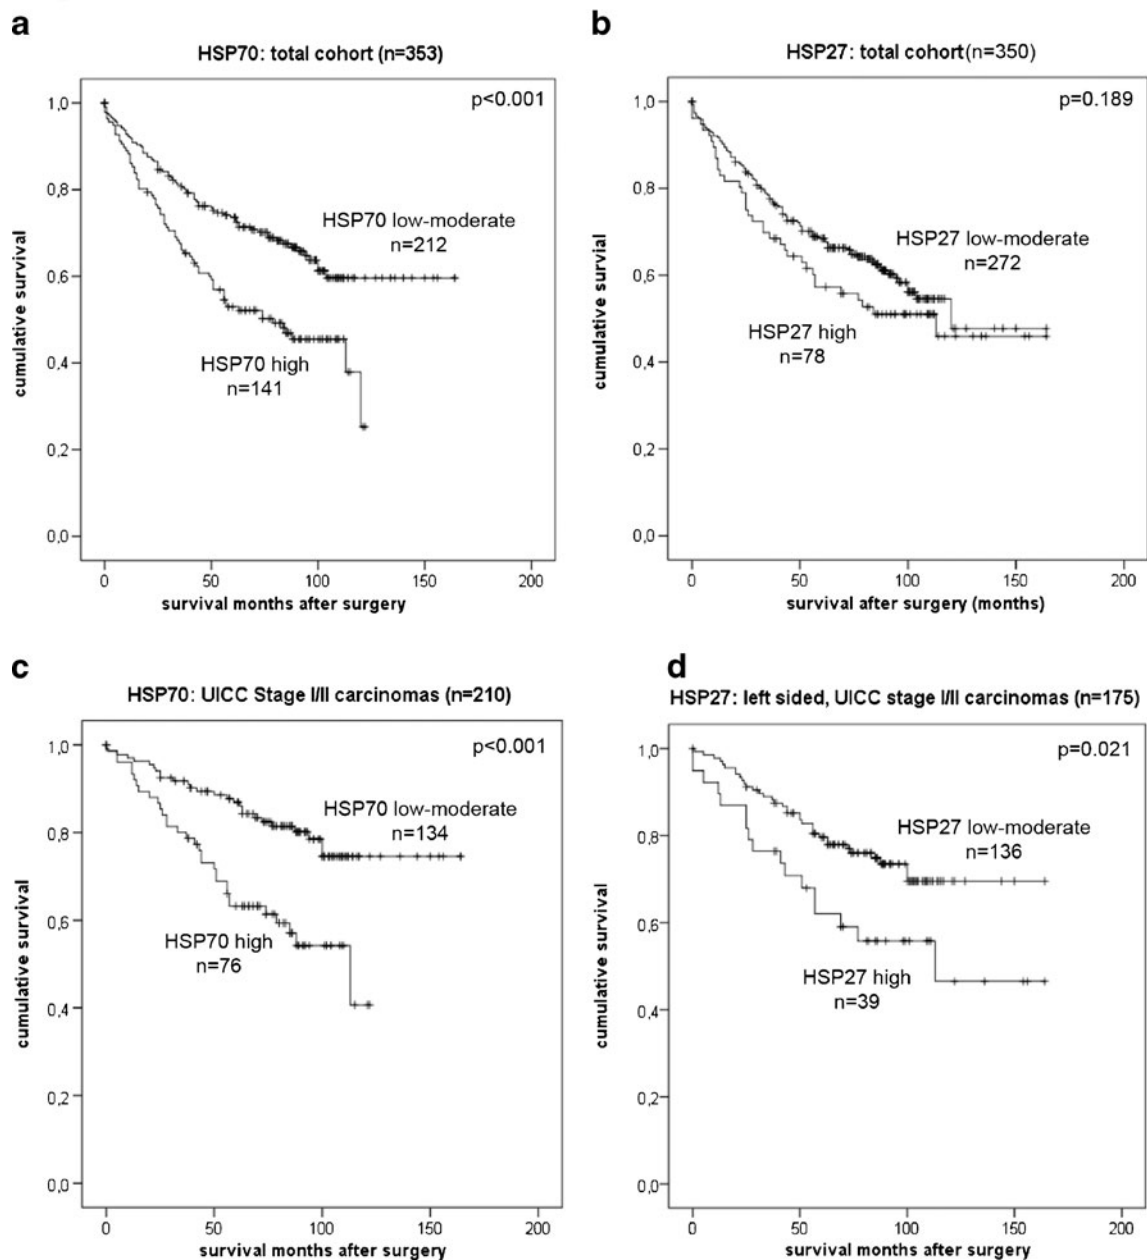 a
HSP70: total cohort (n=353)
p<0.001
1,0
0,8
0,6
0,4
0,2
0,0
cumulative survival
HSP70 low-moderate
n=212
HSP70 high
n=141
0 50 100 150 200
survival months after surgery
b
HSP27: total cohort(n=350)
p=0.189
1,0
0,8
0,6
0,4
0,2
0,0
cumulative survival
HSP27 low-moderate
n=272
HSP27 high
n=78
0 50 100 150 200
survival after surgery (months)
c
HSP70: UICC Stage I/II carcinomas (n=210)
p<0.001
1,0
0,8
0,6
0,4
0,2
0,0
cumulative survival
HSP70 low-moderate
n=134
HSP70 high
n=76
0 50 100 150 200
survival months after surgery
d
HSP27: left sided, UICC stage I/II carcinomas (n=175)
p=0.021
1,0
0,8
0,6
0,4
0,2
0,0
cumulative survival
HSP27 low-moderate
n=136
HSP27 high
n=39
0 50 100 150 200
survival months after surgery